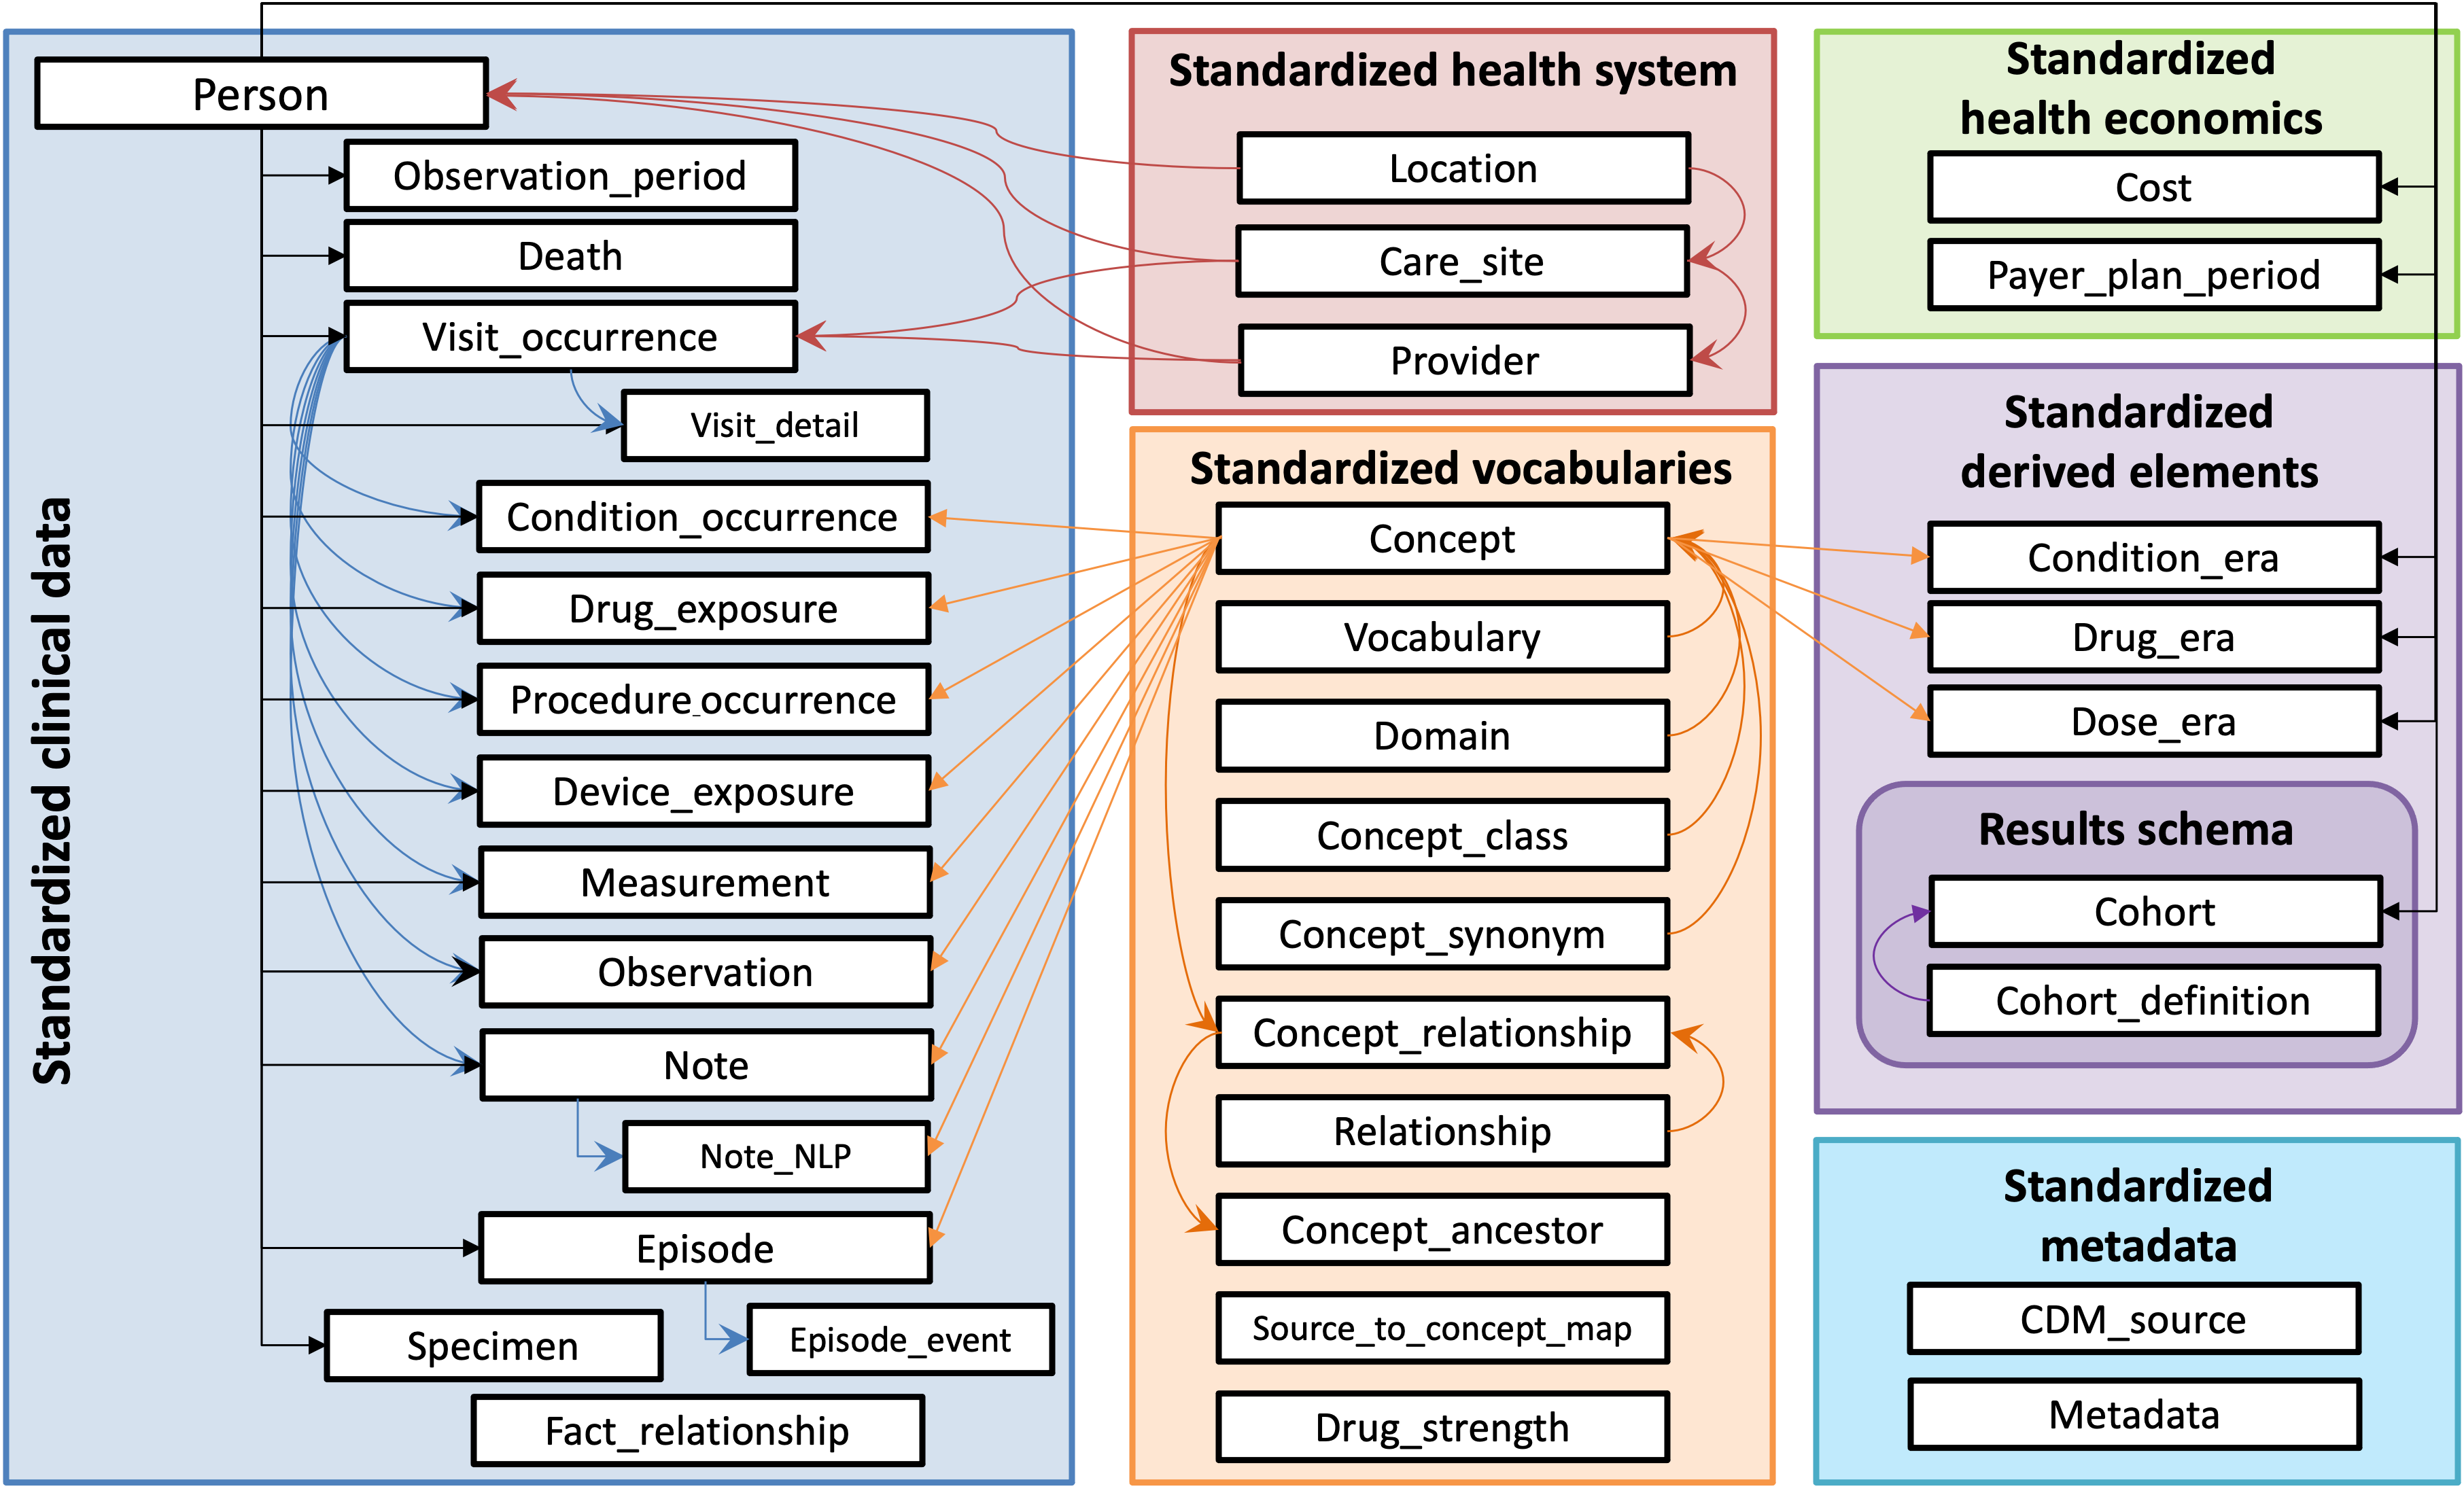 Standardized clinical data
Person
Observation_period
Death
Visit_occurrence
Visit_detail
Condition_occurrence
Drug_exposure
Procedure_occurrence
Device_exposure
Measurement
Observation
Note
Note_NLP
Episode
Specimen
Episode_event
Fact_relationship
Standardized health system
Location
Care_site
Provider
Standardized vocabularies
Concept
Vocabulary
Domain
Concept_class
Concept_synonym
Concept_relationship
Relationship
Concept_ancestor
Source_to_concept_map
Drug_strength
Standardized
health economics
Cost
Payer_plan_period
Standardized
derived elements
Condition_era
Drug_era
Dose_era
Results schema
Cohort
Cohort_definition
Standardized
metadata
CDM_source
Metadata